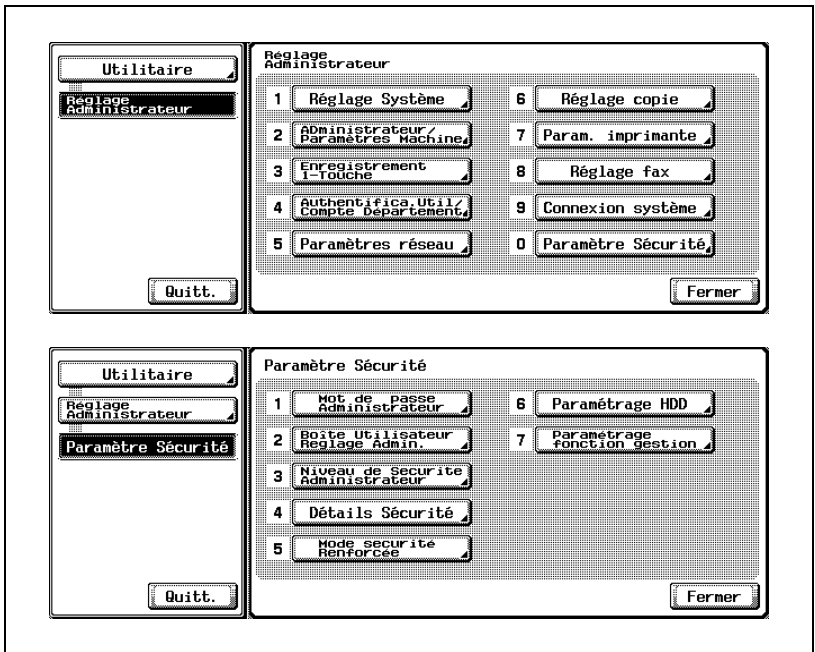 Utilitaire
Réglage
Administrateur
Quitt.
Réglage
Administrateur
1 Réglage Système
2 ADministrateur/
Paramètres Machine
3 Enregistrement
1-Touche
4 Authentifica.Util/
Compte Département
5 Paramètres réseau
6 Réglage copie
7 Param. imprimante
8 Réglage fax
9 Connexion système
0 Paramètre Sécurité
Fermer
Utilitaire
Réglage
Administrateur
Paramètre Sécurité
Quitt.
Paramètre Sécurité
1 Mot de passe
Administrateur
2 Boîte Utilisateur
Réglage Admin.
3 Niveau de Sécurité
Administrateur
4 Détails Sécurité
5 Mode sécurité
Renforcée
6 Paramétrage HDD
7 Paramétrage
fonction gestion
Fermer